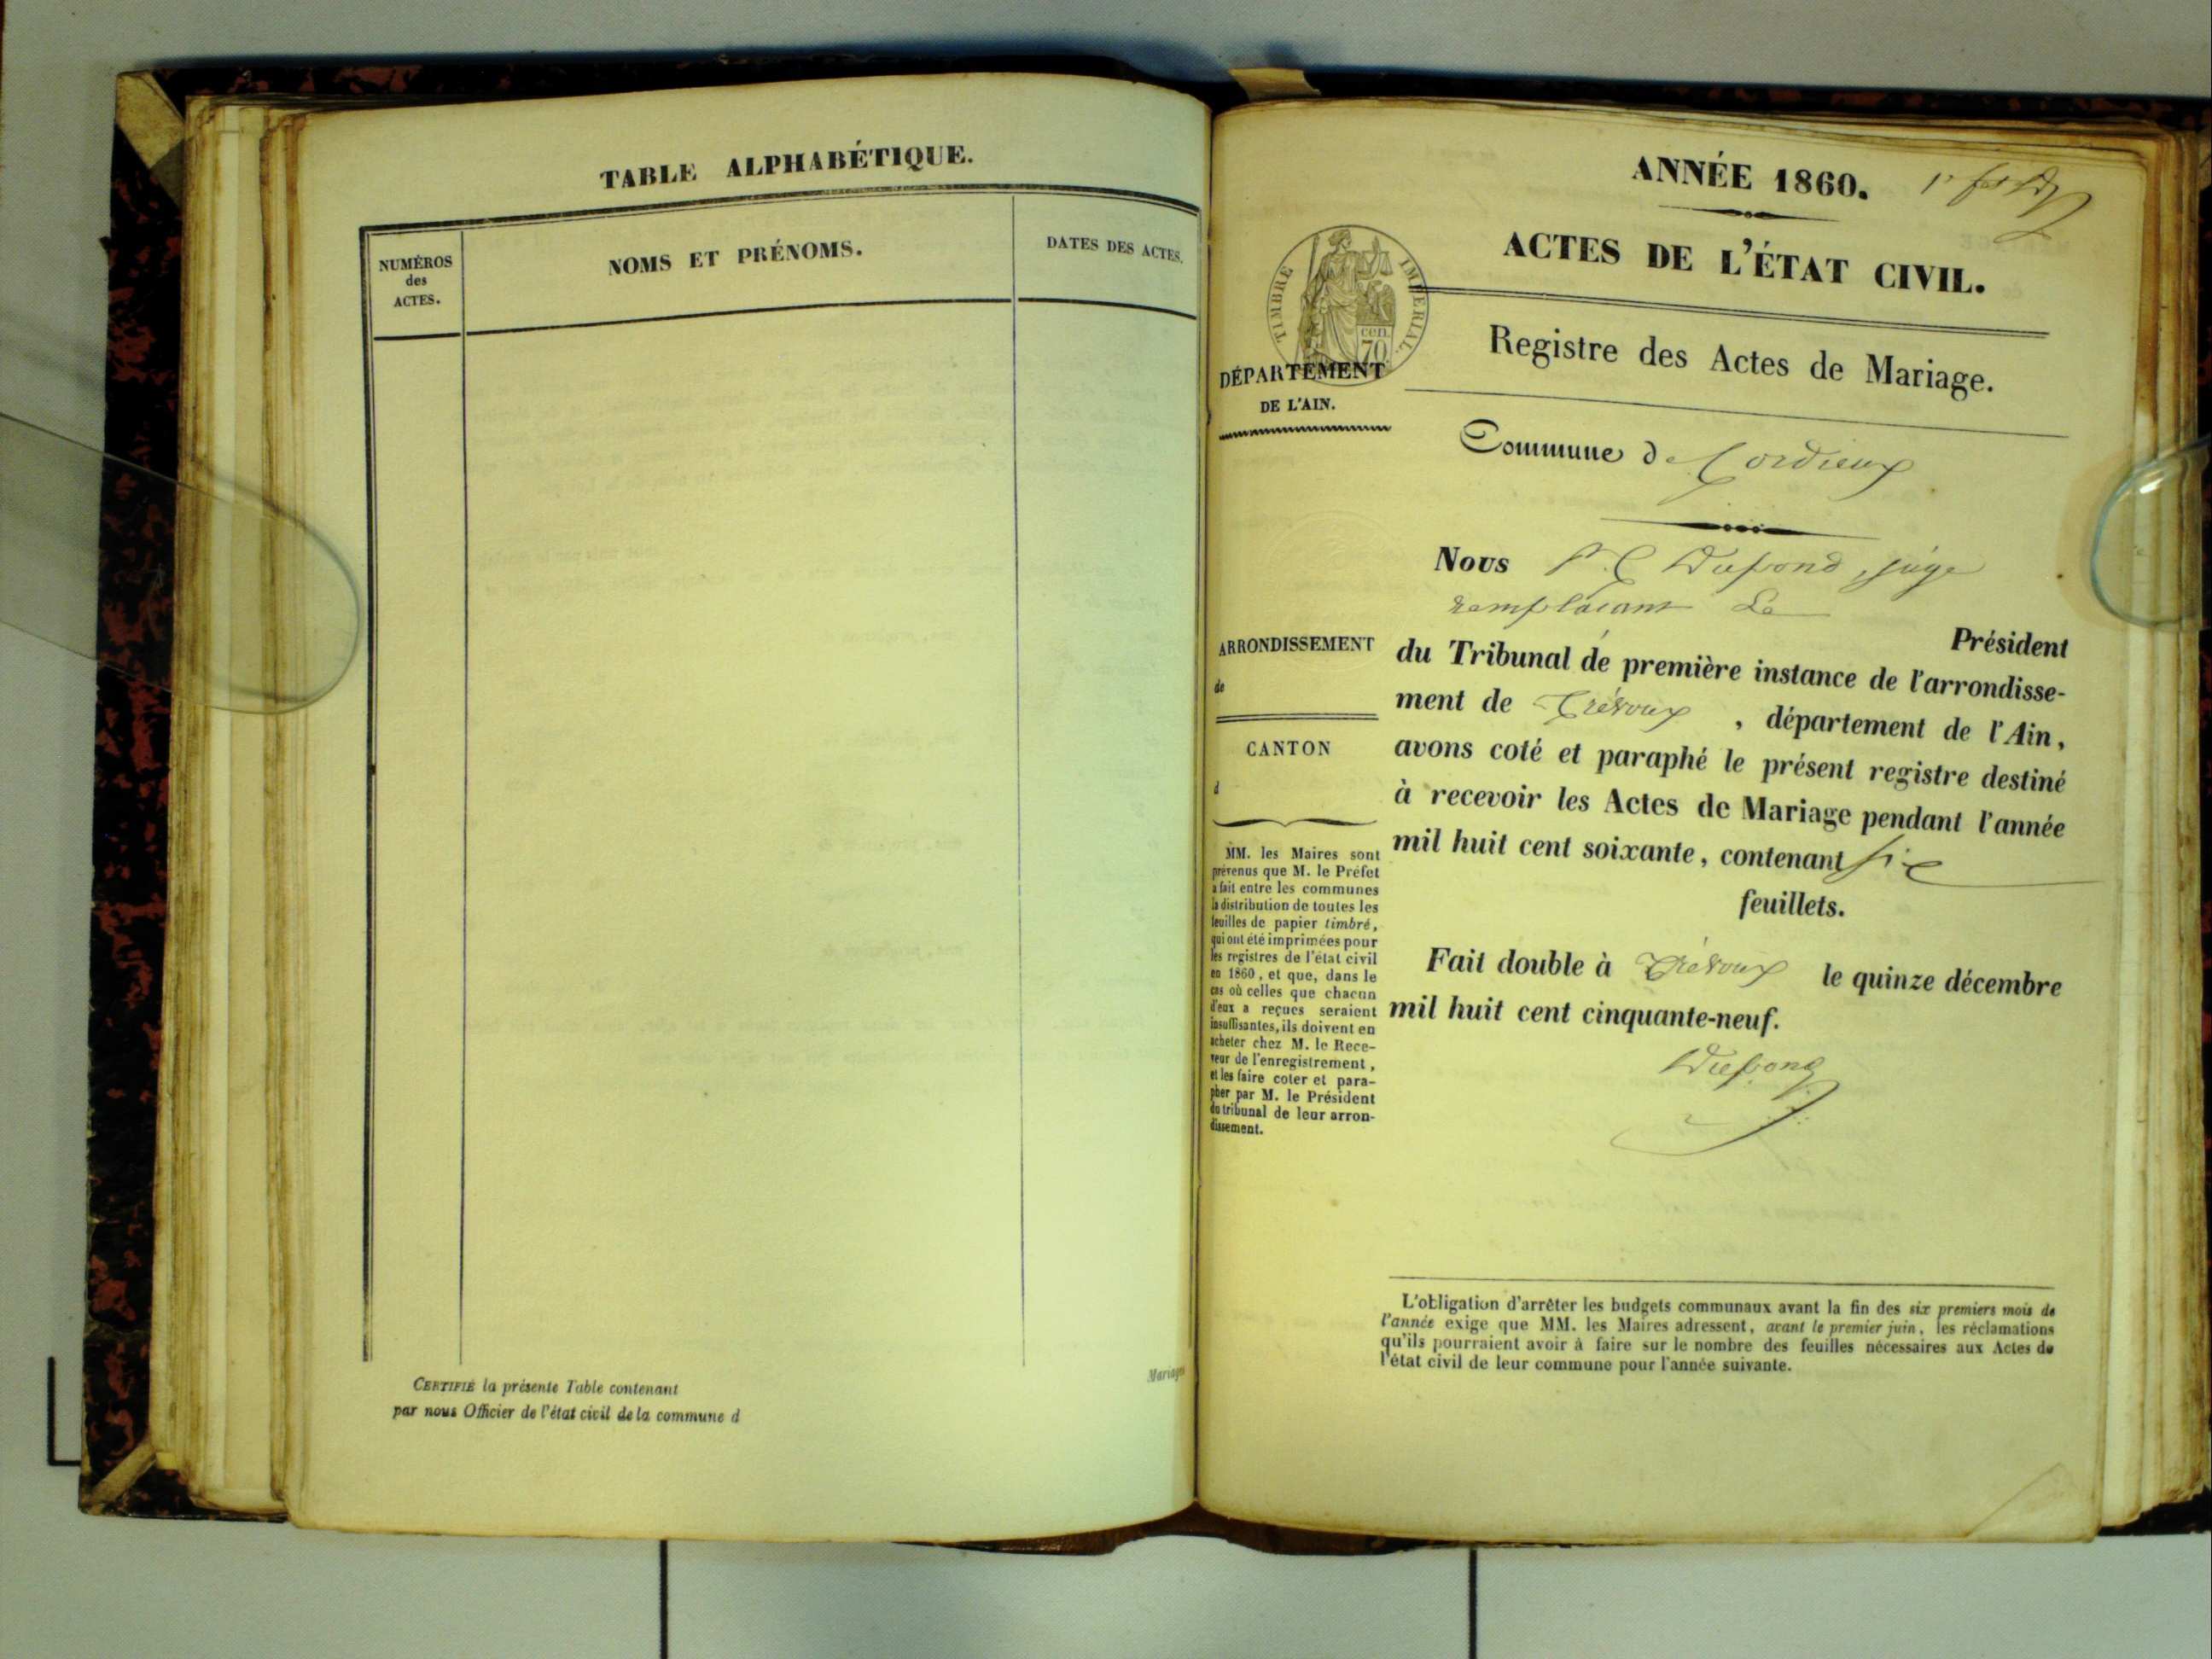 TABLE ALPHABÉTIQUE.
NUMÉROS
des
ACTES.
NOMS ET PRÉNOMS.
DATES DES ACTES.
CERTIFIÉ la présente Table contenant
par nous Officier de l'état civil de la commune d
Mariages
ANNÉE 1860.
ACTES DE L'ÉTAT CIVIL.
TIMBRE IMPERIAL
cen.
70
DÉPARTEMENT
DE L'AIN.
Registre des Actes de Mariage.
Commune de Cordieux
Nous P. C Dupond, juge
remplaçant Le
Président
ARRONDISSEMENT
de
CANTON
d
du Tribunal de première instance de l'arrondisse-
ment de Trévoux, département de l'Ain,
avons coté et paraphé le présent registre destiné
à recevoir les Actes de Mariage pendant l'année
mil huit cent soixante, contenant six
feuillets.
Fait double à Trévoux le quinze décembre
mil huit cent cinquante-neuf.
Dupond
MM. les Maires sont
prévenus que M. le Préfet
a fait entre les communes
la distribution de toutes les
feuilles de papier timbré,
qui ont été imprimées pour
les registres de l'état civil
en 1860, et que, dans le
cas où celles que chacun
d'eux a reçues seraient
insuffisantes, ils doivent en
acheter chez M. le Rece-
veur de l'enregistrement,
et les faire coter et para-
pher par M. le Président
du tribunal de leur arron-
dissement.
L'obligation d'arrêter les budgets communaux avant la fin des six premiers mois de
l'année exige que MM. les Maires adressent, avant le premier juin, les réclamations
qu'ils pourraient avoir à faire sur le nombre des feuilles nécessaires aux Actes de
l'état civil de leur commune pour l'année suivante.